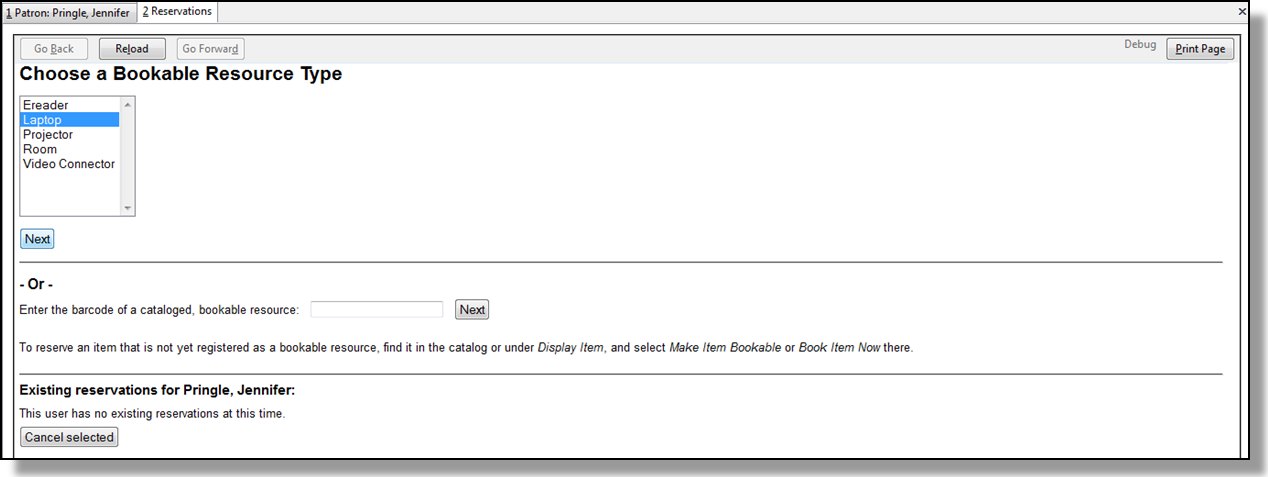 1 Patron: Pringle, Jennifer 2 Reservations
Go Back Reload Go Forward Debug Print Page
Choose a Bookable Resource Type
Ereader
Laptop
Projector
Room
Video Connector
Next
- Or -
Enter the barcode of a cataloged, bookable resource: Next
To reserve an item that is not yet registered as a bookable resource, find it in the catalog or under Display Item, and select Make Item Bookable or Book Item Now there.
Existing reservations for Pringle, Jennifer:
This user has no existing reservations at this time.
Cancel selected